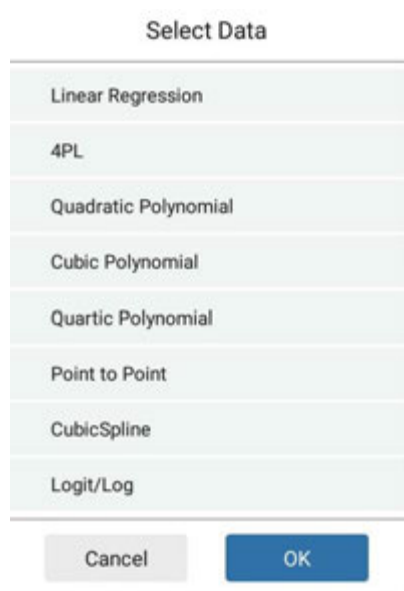 Select Data
Linear Regression
4PL
Quadratic Polynomial
Cubic Polynomial
Quartic Polynomial
Point to Point
CubicSpline
Logit/Log
Cancel OK